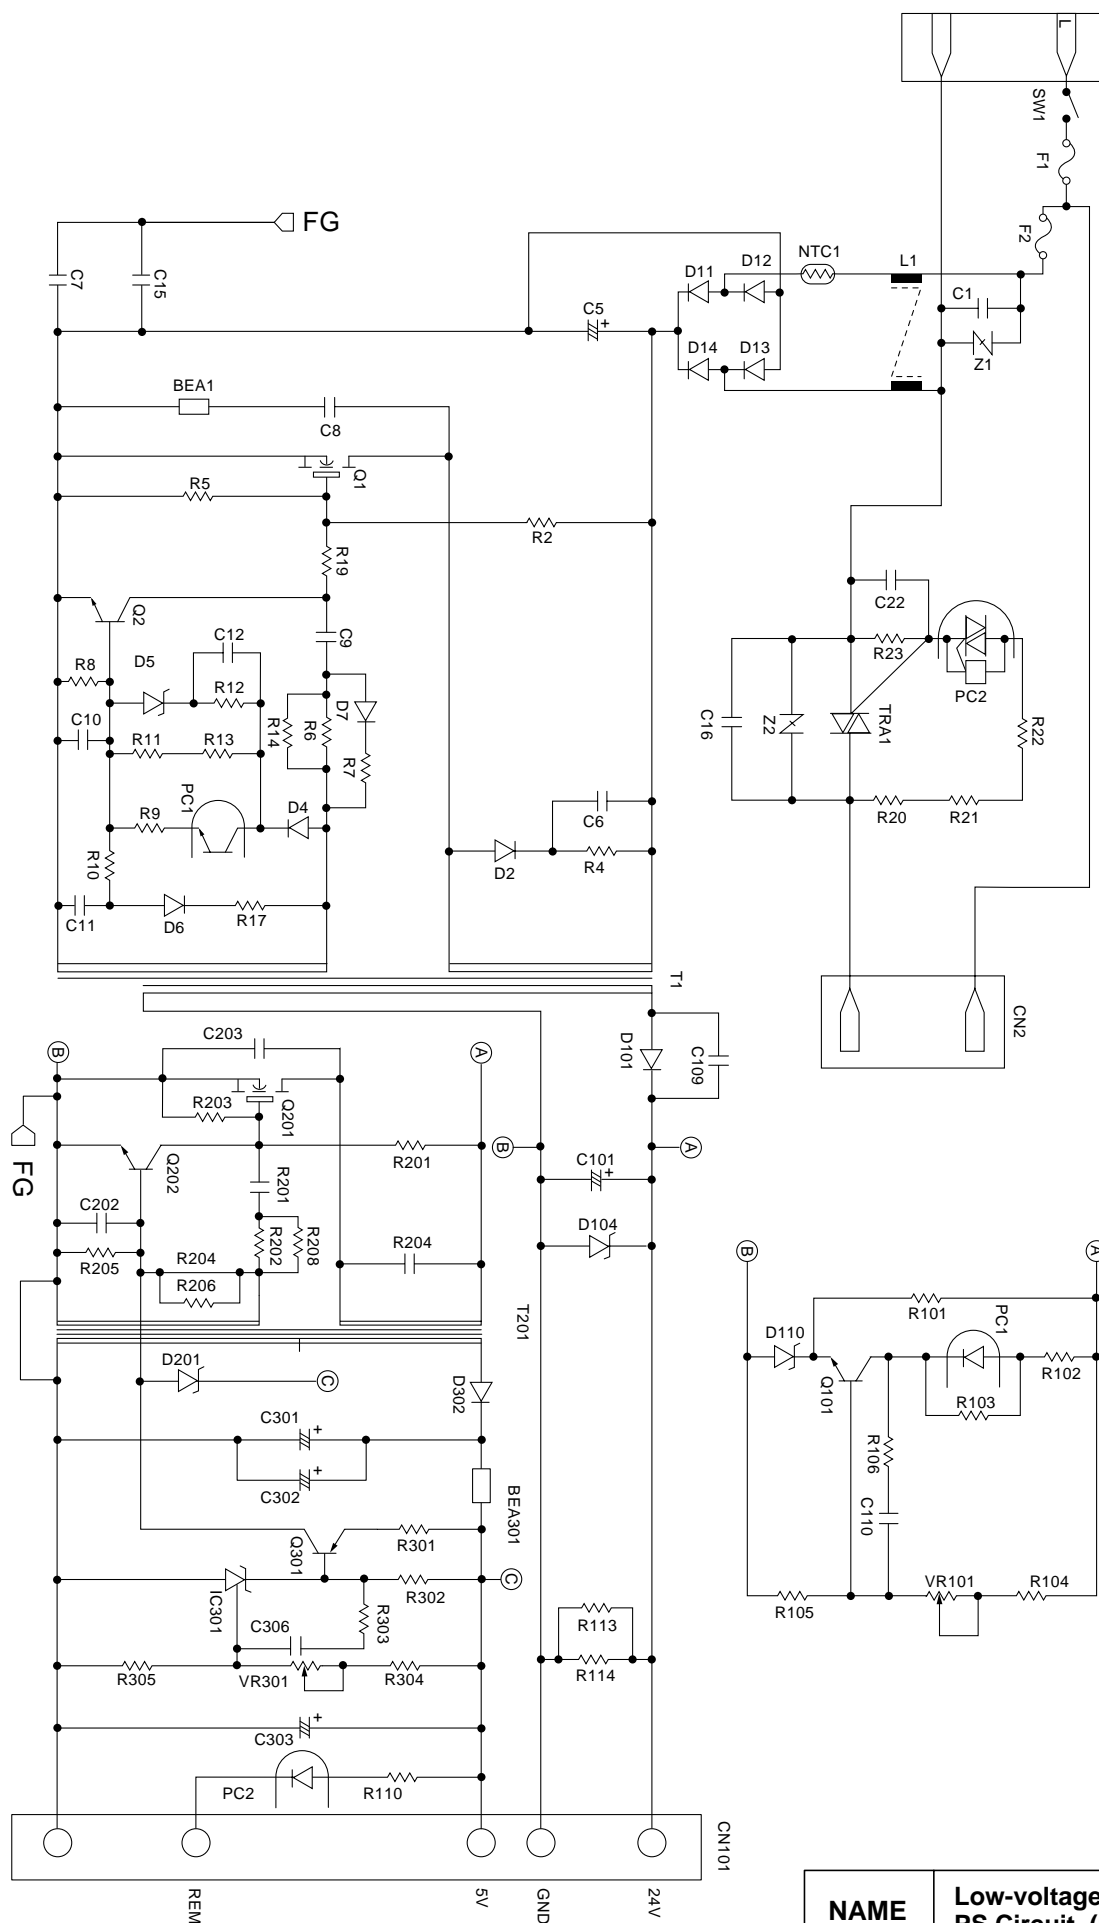 L
SW1
F1
F2
FG
NTC1
L1
D11
D12
C7
C15
C1
C5
D14
D13
Z1
BEA1
C8
Q1
R5
R2
R19
Q2
C12
C9
C22
R23
PC2
R8
D5
R12
D7
C10
R14
R6
C16
Z2
TRA1
R22
R11
R13
R7
PC1
D4
C6
R9
R20
R21
R10
R4
D2
C11
D6
R17
T1
CN2
C203
B
A
D101
C109
R203
Q201
B
A
C101
FG
Q202
R201
R201
C202
D104
R208
R202
R204
R204
R205
R206
B
A
R101
T201
PC1
D110
D201
C
D302
Q101
R102
R103
C301
R106
C302
BEA301
C110
Q301
R301
C
IC301
R302
VR101
R104
R105
R303
C306
R113
R305
VR301
R304
R114
C303
PC2
R110
CN101
REM
5V
GND
24V
NAME
Low-voltage